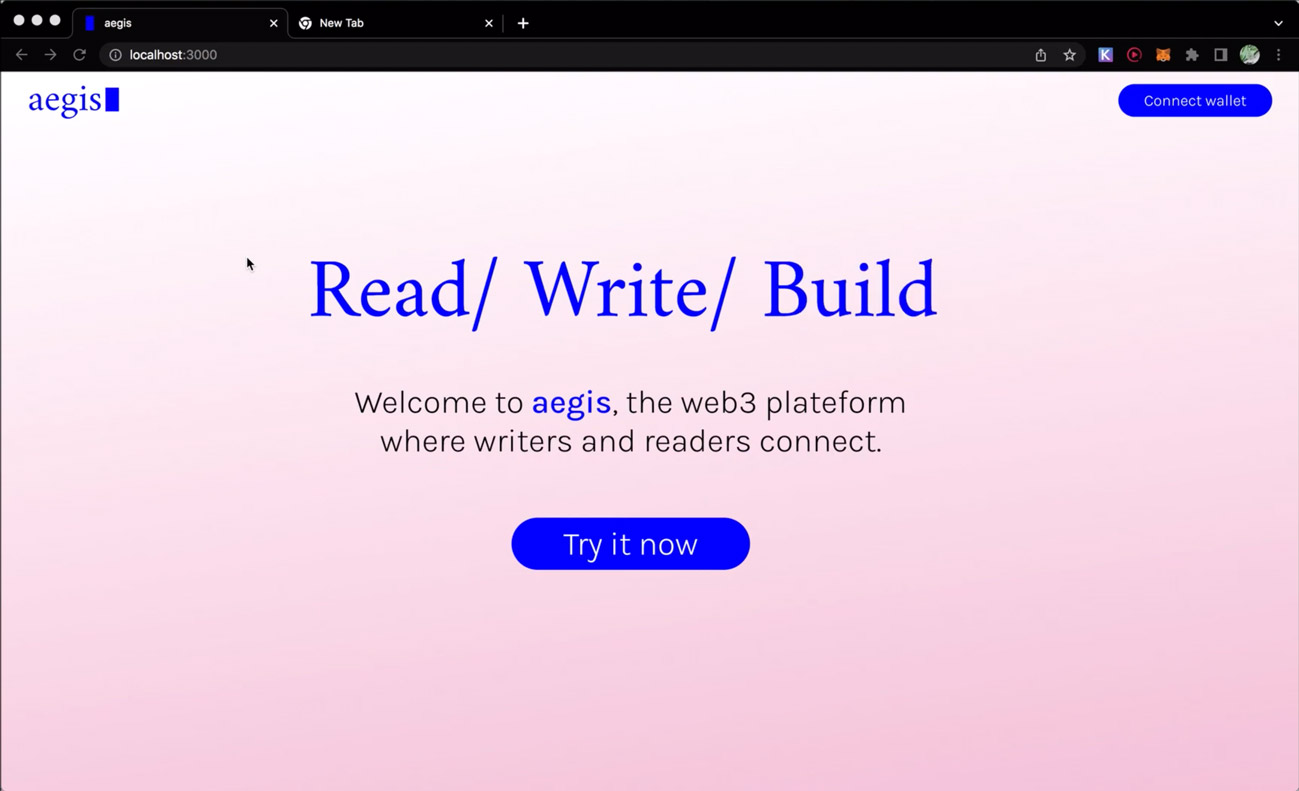 aegis
New Tab
localhost:3000
K
aegis
Connect wallet
Read/ Write/ Build
Welcome to aegis, the web3 plateform
where writers and readers connect.
Try it now